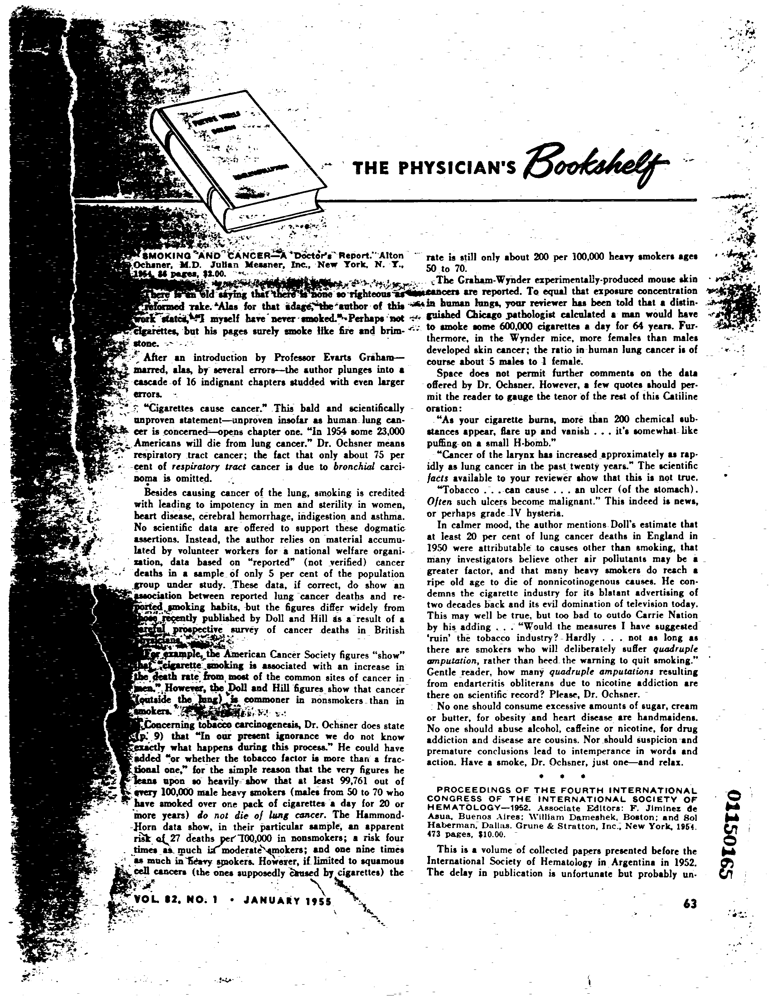 THE PHYSICIAN'S Bookshelf
SMOKING AND CANCER—A "Doctor's Report." Alton
Ochsner, M.D. Julian Messner, Inc., New York, N. Y.,
1954, 86 pages, $2.00.
There is an old saying that there is none so righteous as a
reformed rake. Alas for that adage, the author of this
work states, "I myself have never smoked." Perhaps not
cigarettes, but his pages surely smoke like fire and brim-
stone.
After an introduction by Professor Evarts Graham—
marred, alas, by several errors—the author plunges into a
cascade of 16 indignant chapters studded with even larger
errors.
"Cigarettes cause cancer." This bald and scientifically
unproven statement—unproven insofar as human lung can-
cer is concerned—opens chapter one. "In 1954 some 23,000
Americans will die from lung cancer." Dr. Ochsner means
respiratory tract cancer; the fact that only about 75 per
cent of respiratory tract cancer is due to bronchial carci-
noma is omitted.
Besides causing cancer of the lung, smoking is credited
with leading to impotency in men and sterility in women,
heart disease, cerebral hemorrhage, indigestion and asthma.
No scientific data are offered to support these dogmatic
assertions. Instead, the author relies on material accumu-
lated by volunteer workers for a national welfare organi-
zation, data based on "reported" (not verified) cancer
deaths in a sample of only 5 per cent of the population
group under study. These data, if correct, do show an
association between reported lung cancer deaths and re-
ported smoking habits, but the figures differ widely from
those recently published by Doll and Hill as a result of a
careful prospective survey of cancer deaths in British
physicians.
For example, the American Cancer Society figures "show"
that "cigarette smoking is associated with an increase in
the death rate from most of the common sites of cancer in
men." However, the Doll and Hill figures show that cancer
(outside the lung) is commoner in nonsmokers than in
smokers.
Concerning tobacco carcinogenesis, Dr. Ochsner does state
(p. 9) that "In our present ignorance we do not know
exactly what happens during this process." He could have
added "or whether the tobacco factor is more than a frac-
tional one," for the simple reason that the very figures he
leans upon so heavily show that at least 99,761 out of
every 100,000 male heavy smokers (males from 50 to 70 who
have smoked over one pack of cigarettes a day for 20 or
more years) do not die of lung cancer. The Hammond-
Horn data show, in their particular sample, an apparent
risk of 27 deaths per 100,000 in nonsmokers; a risk four
times as much in moderate smokers; and one nine times
as much in heavy smokers. However, if limited to squamous
cell cancers (the ones supposedly caused by cigarettes) the
rate is still only about 200 per 100,000 heavy smokers ages
50 to 70.
The Graham-Wynder experimentally-produced mouse skin
cancers are reported. To equal that exposure concentration
in human lungs, your reviewer has been told that a distin-
guished Chicago pathologist calculated a man would have
to smoke some 600,000 cigarettes a day for 64 years. Fur-
thermore, in the Wynder mice, more females than males
developed skin cancer; the ratio in human lung cancer is of
course about 5 males to 1 female.
Space does not permit further comments on the data
offered by Dr. Ochsner. However, a few quotes should per-
mit the reader to gauge the tenor of the rest of this Catiline
oration:
"As your cigarette burns, more than 200 chemical sub-
stances appear, flare up and vanish . . . it's somewhat like
puffing on a small H-bomb."
"Cancer of the larynx has increased approximately as rap-
idly as lung cancer in the past twenty years." The scientific
facts available to your reviewer show that this is not true.
"Tobacco . . . can cause . . . an ulcer (of the stomach).
Often such ulcers become malignant." This indeed is news,
or perhaps grade IV hysteria.
In calmer mood, the author mentions Doll's estimate that
at least 20 per cent of lung cancer deaths in England in
1950 were attributable to causes other than smoking, that
many investigators believe other air pollutants may be a
greater factor, and that many heavy smokers do reach a
ripe old age to die of nonnicotinogenous causes. He con-
demns the cigarette industry for its blatant advertising of
two decades back and its evil domination of television today.
This may well be true, but too bad to outdo Carrie Nation
by his adding . . . "Would the measures I have suggested
'ruin' the tobacco industry? Hardly . . . not as long as
there are smokers who will deliberately suffer quadruple
amputation, rather than heed the warning to quit smoking."
Gentle reader, how many quadruple amputations resulting
from endarteritis obliterans due to nicotine addiction are
there on scientific record? Please, Dr. Ochsner.
No one should consume excessive amounts of sugar, cream
or butter, for obesity and heart disease are handmaidens.
No one should abuse alcohol, caffeine or nicotine, for drug
addiction and disease are cousins. Nor should suspicion and
premature conclusions lead to intemperance in words and
action. Have a smoke, Dr. Ochsner, just one—and relax.
* * *
PROCEEDINGS OF THE FOURTH INTERNATIONAL
CONGRESS OF THE INTERNATIONAL SOCIETY OF
HEMATOLOGY—1952. Associate Editors: F. Jiminez de
Asua, Buenos Aires; William Dameshek, Boston; and Sol
Haberman, Dallas. Grune & Stratton, Inc., New York, 1954.
473 pages, $10.00.
This is a volume of collected papers presented before the
International Society of Hematology in Argentina in 1952.
The delay in publication is unfortunate but probably un-
VOL. 82, NO. 1 • JANUARY 1955
63
01150165